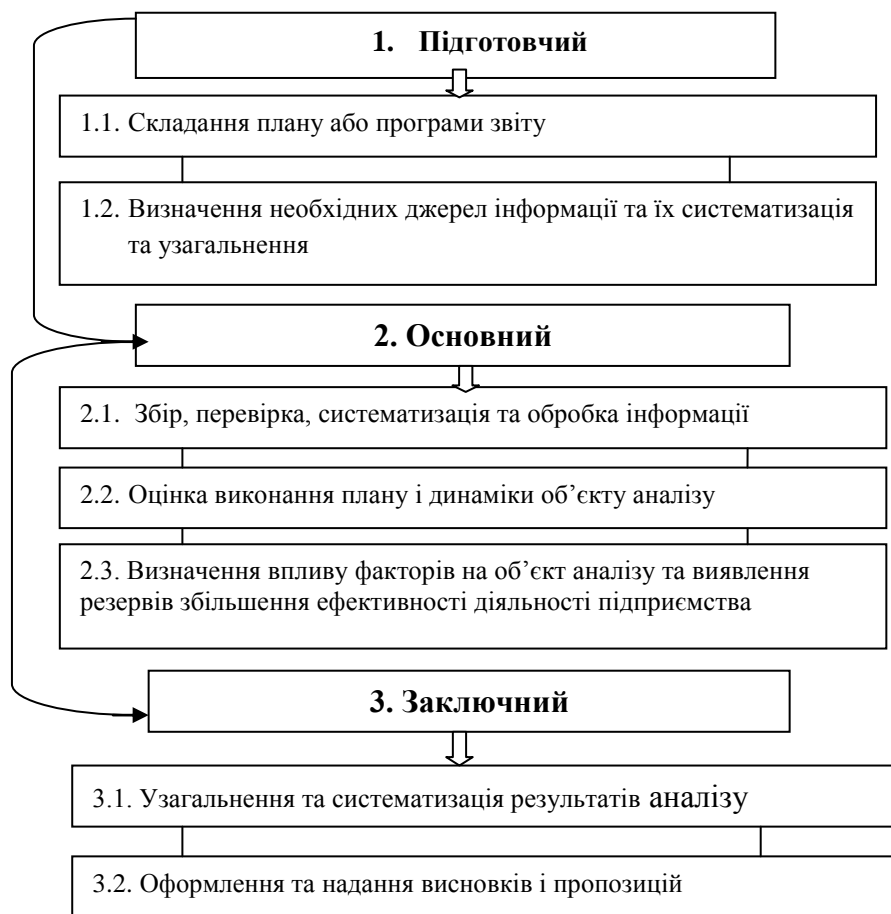 1. Підготовчий
1.1. Складання плану або програми звіту
1.2. Визначення необхідних джерел інформації та їх систематизація
та узагальнення
2. Основний
2.1. Збір, перевірка, систематизація та обробка інформації
2.2. Оцінка виконання плану і динаміки об’єкту аналізу
2.3. Визначення впливу факторів на об’єкт аналізу та виявлення
резервів збільшення ефективності діяльності підприємства
3. Заключний
3.1. Узагальнення та систематизація результатів аналізу
3.2. Оформлення та надання висновків і пропозицій